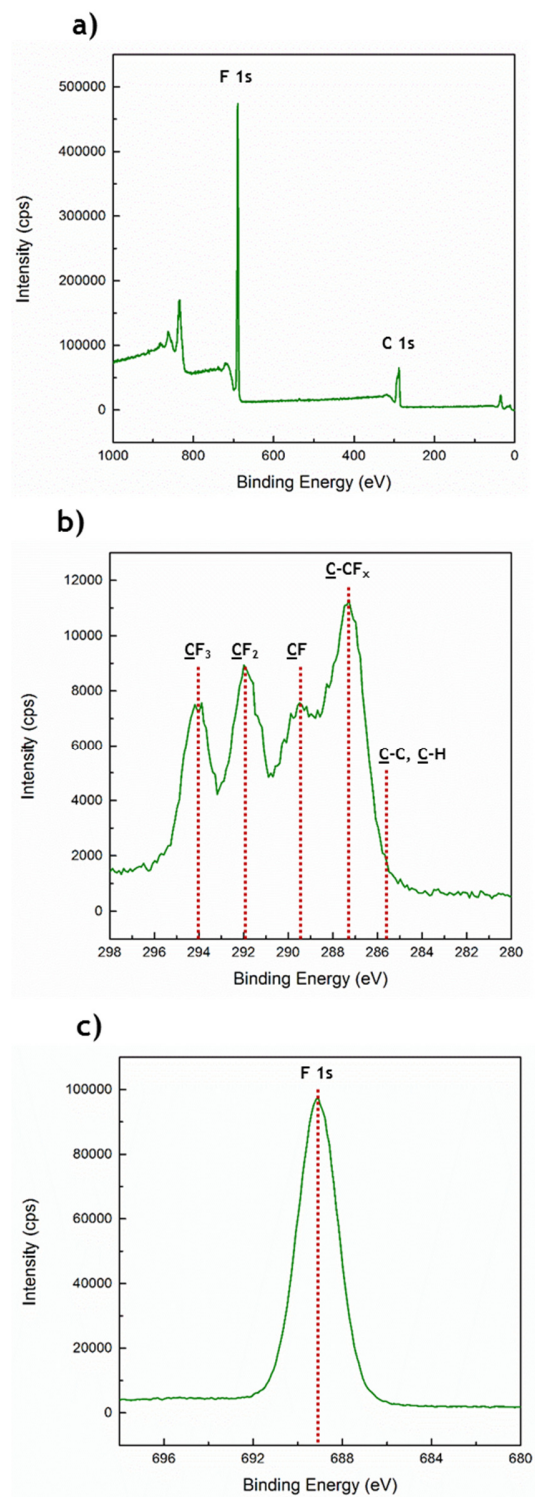 a)
F 1s
C 1s
500000
400000
300000
200000
100000
0
Intensity (cps)
1000 800 600 400 200 0
Binding Energy (eV)
b)
C-CFx
CF3 CF2 CF
C-C, C-H
12000
10000
8000
6000
4000
2000
0
Intensity (cps)
298 296 294 292 290 288 286 284 282 280
Binding Energy (eV)
c)
F 1s
100000
80000
60000
40000
20000
0
Intensity (cps)
696 692 688 684 680
Binding Energy (eV)